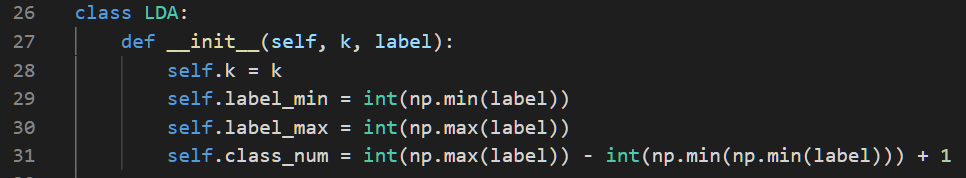 26 class LDA:
27     def __init__(self, k, label):
28         self.k = k
29         self.label_min = int(np.min(label))
30         self.label_max = int(np.max(label))
31         self.class_num = int(np.max(label)) - int(np.min(np.min(label))) + 1